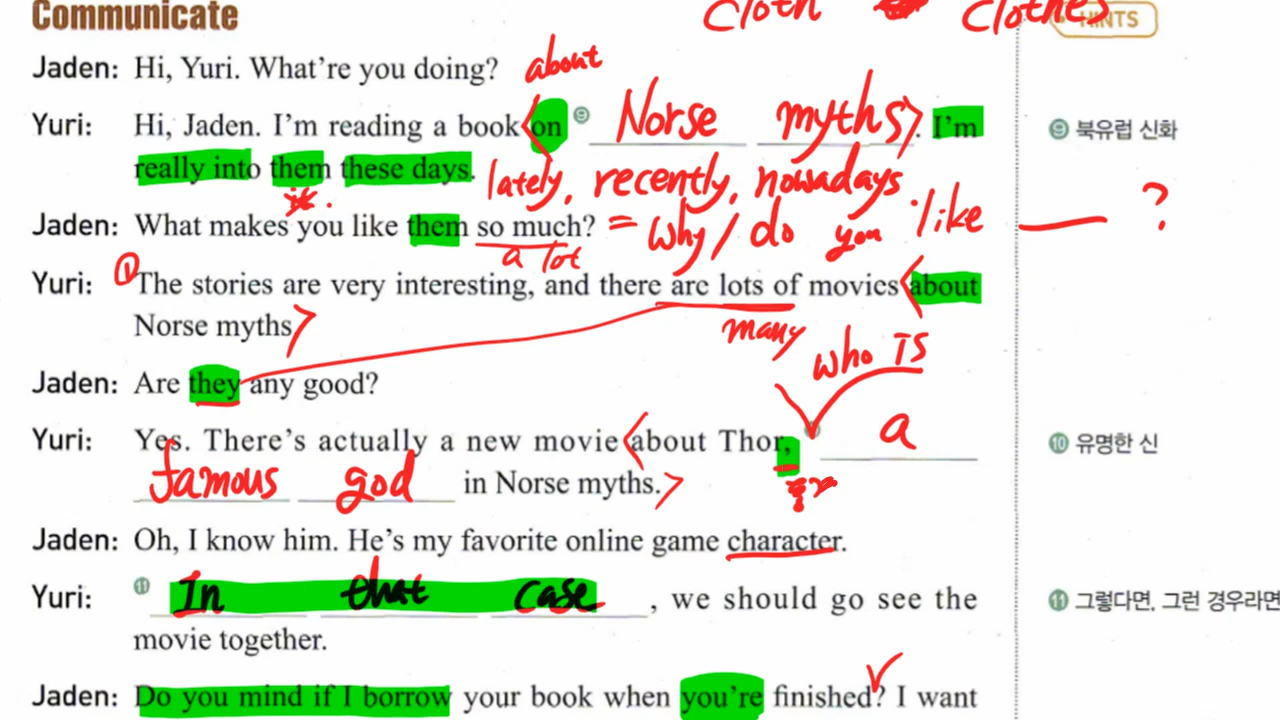 Communicate
cloth clothes
HINTS
Jaden: Hi, Yuri. What're you doing?
about
Yuri: Hi, Jaden. I'm reading a book <on ⑨ Norse myths>. I'm
⑨ 북유럽 신화
really into them these days.
it.
lately, recently, nowadays
Jaden: What makes you like them so much? = why / do you like ___ ?
a lot
Yuri: ① The stories are very interesting, and there are lots of movies <about
Norse myths>
many
who is
Jaden: Are they any good?
Yuri: Yes. There's actually a new movie <about Thor, a
⑩ 유명한 신
famous god in Norse myths.>
Jaden: Oh, I know him. He's my favorite online game character.
Yuri: ⑪ In that case, we should go see the
⑪ 그렇다면, 그런 경우라면
movie together.
Jaden: Do you mind if I borrow your book when you're finished? I want